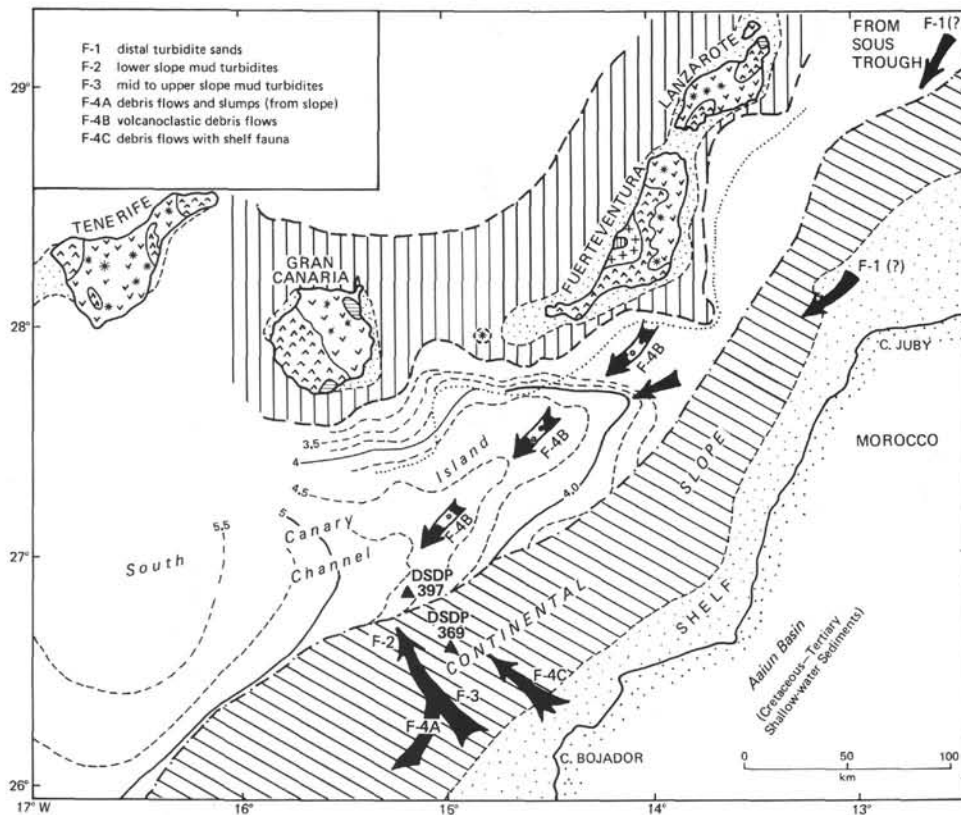 F-1 distal turbidite sands
F-2 lower slope mud turbidites
F-3 mid to upper slope mud turbidites
F-4A debris flows and slumps (from slope)
F-4B volcanoclastic debris flows
F-4C debris flows with shelf fauna
F-1(?)
FROM
SOUS
TROUGH
LANZAROTE
29°
TENERIFE
FUERTEVENTURA
GRAN
CANARIA
F-1 (?)
28°
C. JUBY
F-4B
MOROCCO
3,5
4
F-4B
SLOPE
Island
4.5
4.0
5.5
5
Canary
F-4B
27°
South
Channel
DSDP
397
DSDP
369
CONTINENTAL
SHELF
F-2
F-4C
F-3
F-4A
Aaiun Basin
(Cretaceous—Tertiary
Shallow-water Sediments)
C. BOJADOR
0 50 100
km
26°
17° W 16° 15° 14° 13°